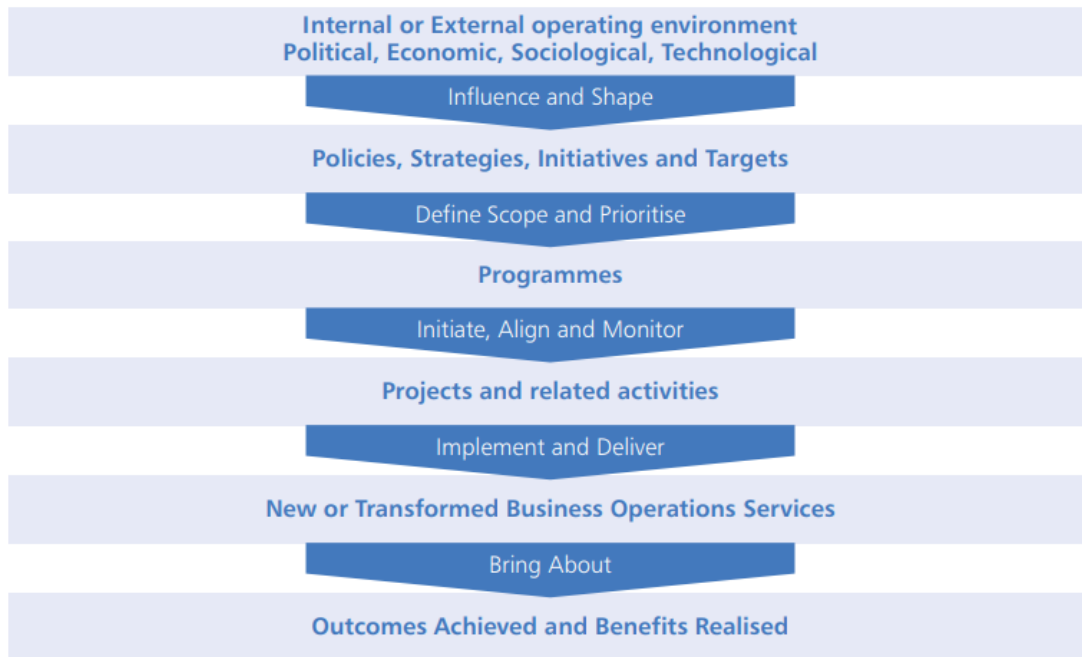 Internal or External operating environment
Political, Economic, Sociological, Technological
Influence and Shape
Policies, Strategies, Initiatives and Targets
Define Scope and Prioritise
Programmes
Initiate, Align and Monitor
Projects and related activities
Implement and Deliver
New or Transformed Business Operations Services
Bring About
Outcomes Achieved and Benefits Realised